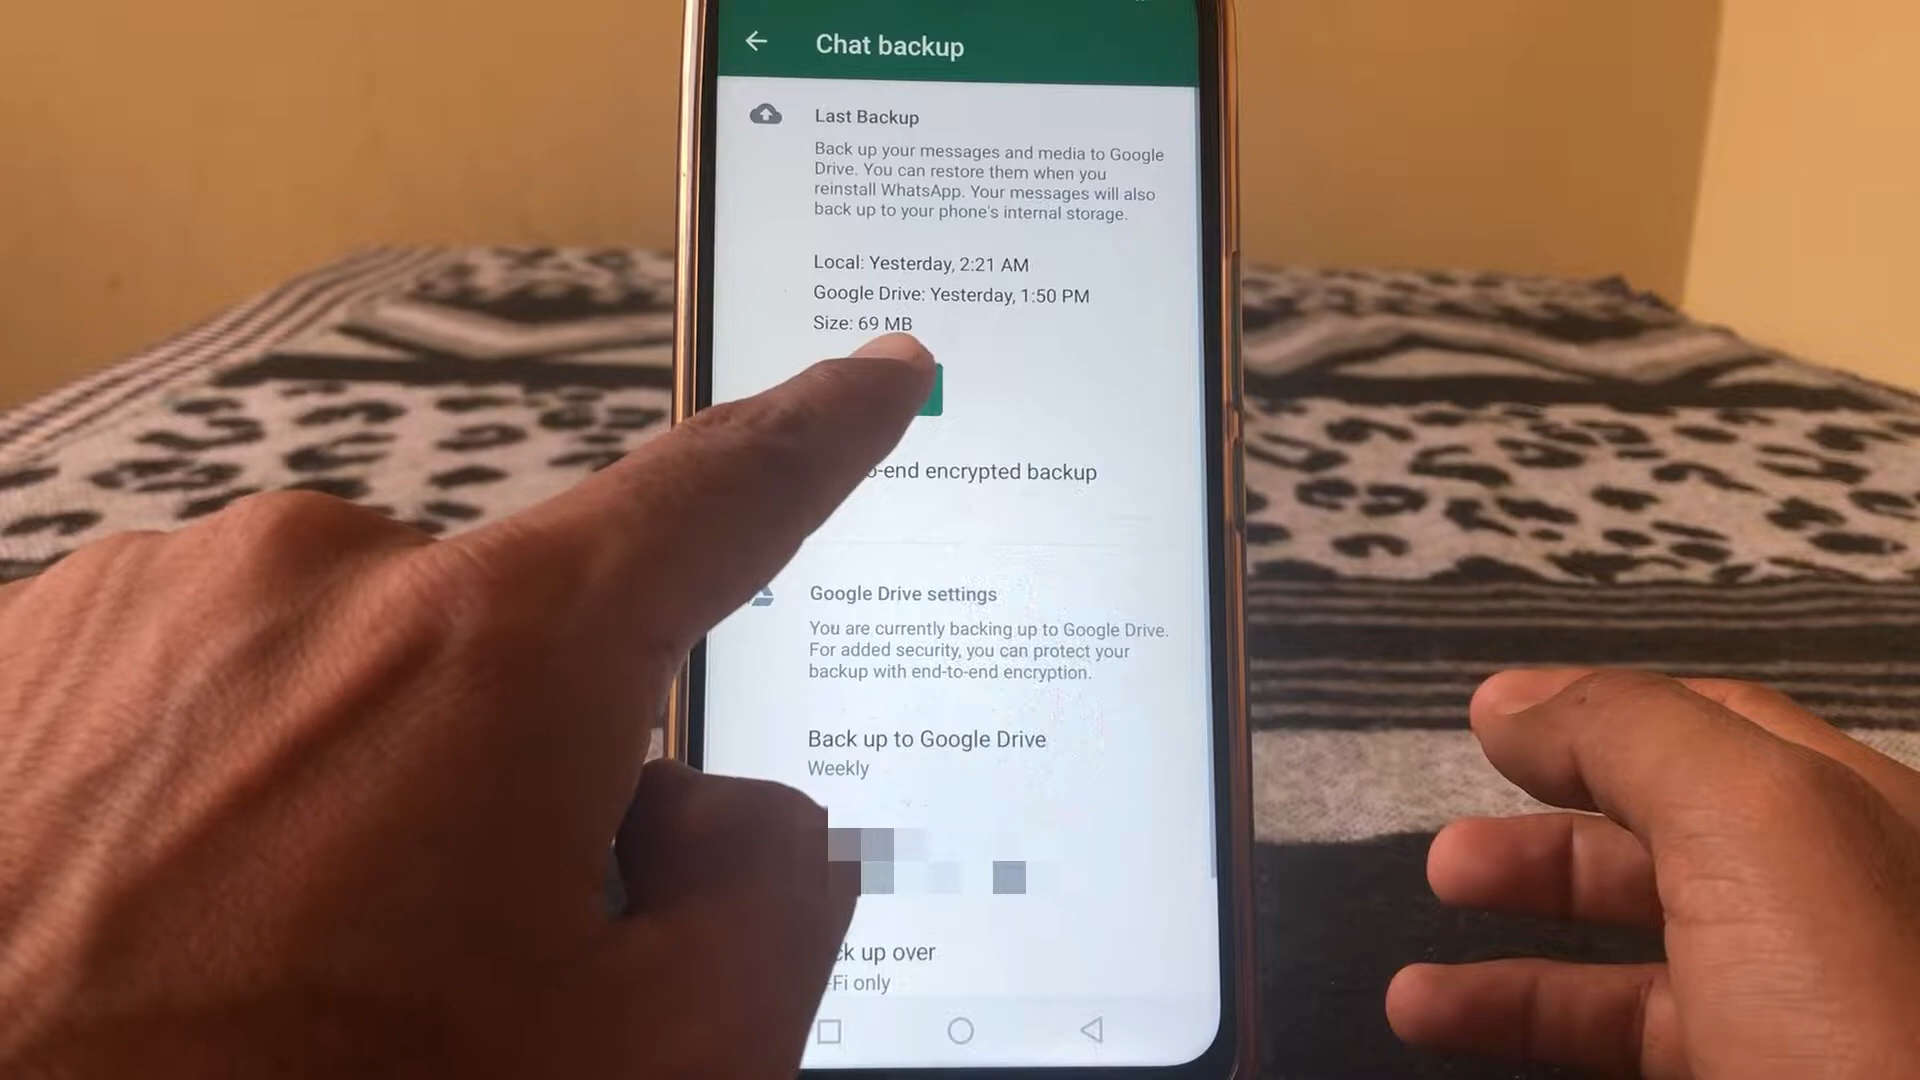 Chat backup
Last Backup
Back up your messages and media to Google
Drive. You can restore them when you
reinstall WhatsApp. Your messages will also
back up to your phone's internal storage.
Local: Yesterday, 2:21 AM
Google Drive: Yesterday, 1:50 PM
Size: 69 MB
-end encrypted backup
Google Drive settings
You are currently backing up to Google Drive.
For added security, you can protect your
backup with end-to-end encryption.
Back up to Google Drive
Weekly
up over
-Fi only